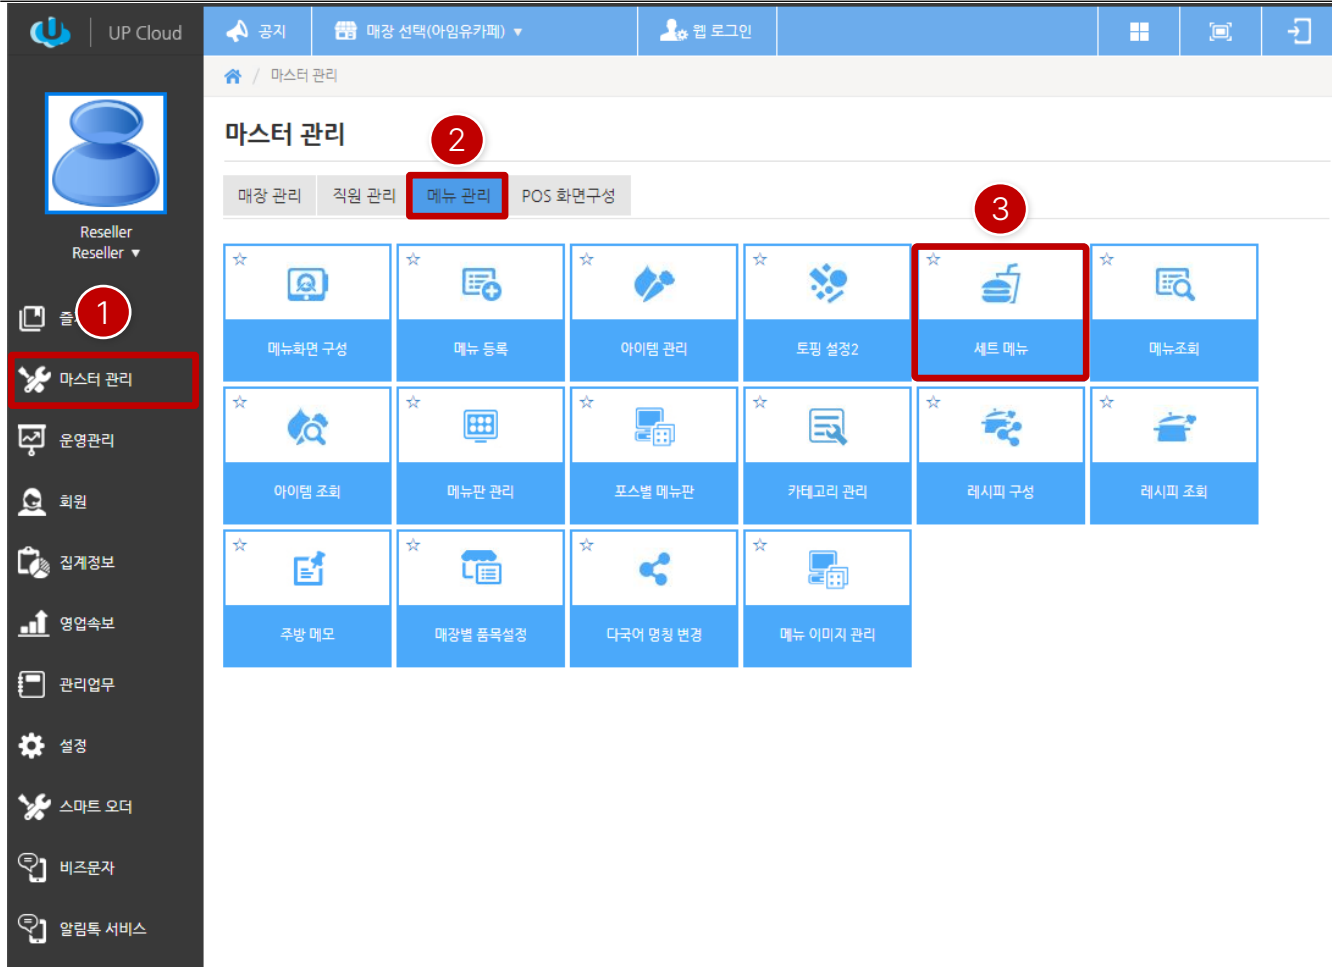 UP Cloud
공지
매장 선택(아임유카페) ▼
웹 로그인
/ 마스터 관리
마스터 관리
2
매장 관리
직원 관리
메뉴 관리
POS 화면구성
3
Reseller
Reseller ▼
1
마스터 관리
운영관리
회원
집계정보
영업속보
관리업무
설정
스마트 오더
비즈문자
알림톡 서비스
메뉴화면 구성
메뉴 등록
아이템 관리
토핑 설정2
세트 메뉴
메뉴조회
아이템 조회
메뉴판 관리
포스별 메뉴판
카테고리 관리
레시피 구성
레시피 조회
주방 메모
매장별 품목설정
다국어 명칭 변경
메뉴 이미지 관리